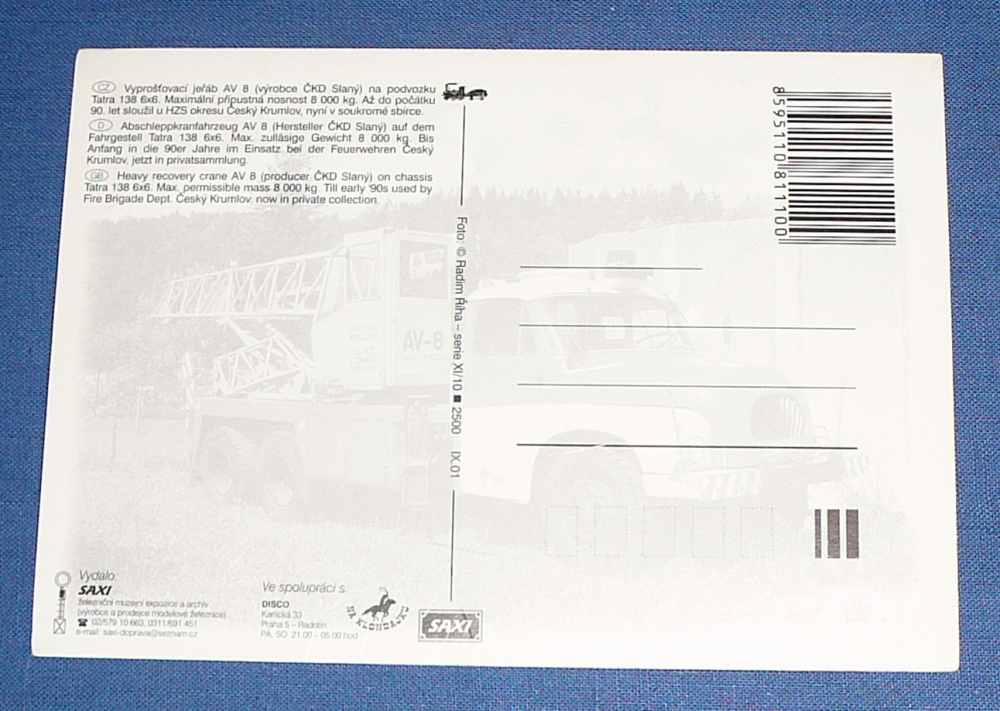 CZ Vyprošťovací jeřáb AV 8 (výrobce ČKD Slaný) na podvozku
Tatra 138 6x6. Maximální přípustná nosnost 8 000 kg. Až do počátku
90. let sloužil u HZS okresu Český Krumlov, nyní v soukromé sbírce.
D Abschleppkranfahrzeug AV 8 (Hersteller ČKD Slaný) auf dem
Fahrgestell Tatra 138 6x6. Max. zulläsige Gewicht 8 000 kg. Bis
Anfang in die 90er Jahre im Einsatz bei der Feuerwehren Český
Krumlov, jetzt in privatsammlung.
GB Heavy recovery crane AV 8 (producer ČKD Slaný) on chassis
Tatra 138 6x6. Max. permissible mass 8 000 kg. Till early '90s used by
Fire Brigade Dept. Český Krumlov, now in private collection.
Foto: © Radim Říha – serie XI/10 ■ 2500 IX.01
8595110811100
AV-8
Vydalo:
SAXI
železniční muzejní expozice a archiv
(výrobce a prodejce modelové železnice)
☎ 02/579 10 663, 0311/691 451
e-mail: saxi-doprava@seznam.cz
Ve spolupráci s:
DISCO
Karlická 33
Praha 5 – Radotín
PÁ, SO 21.00 – 05.00 hod
NA KLONDAJKU
SAXI